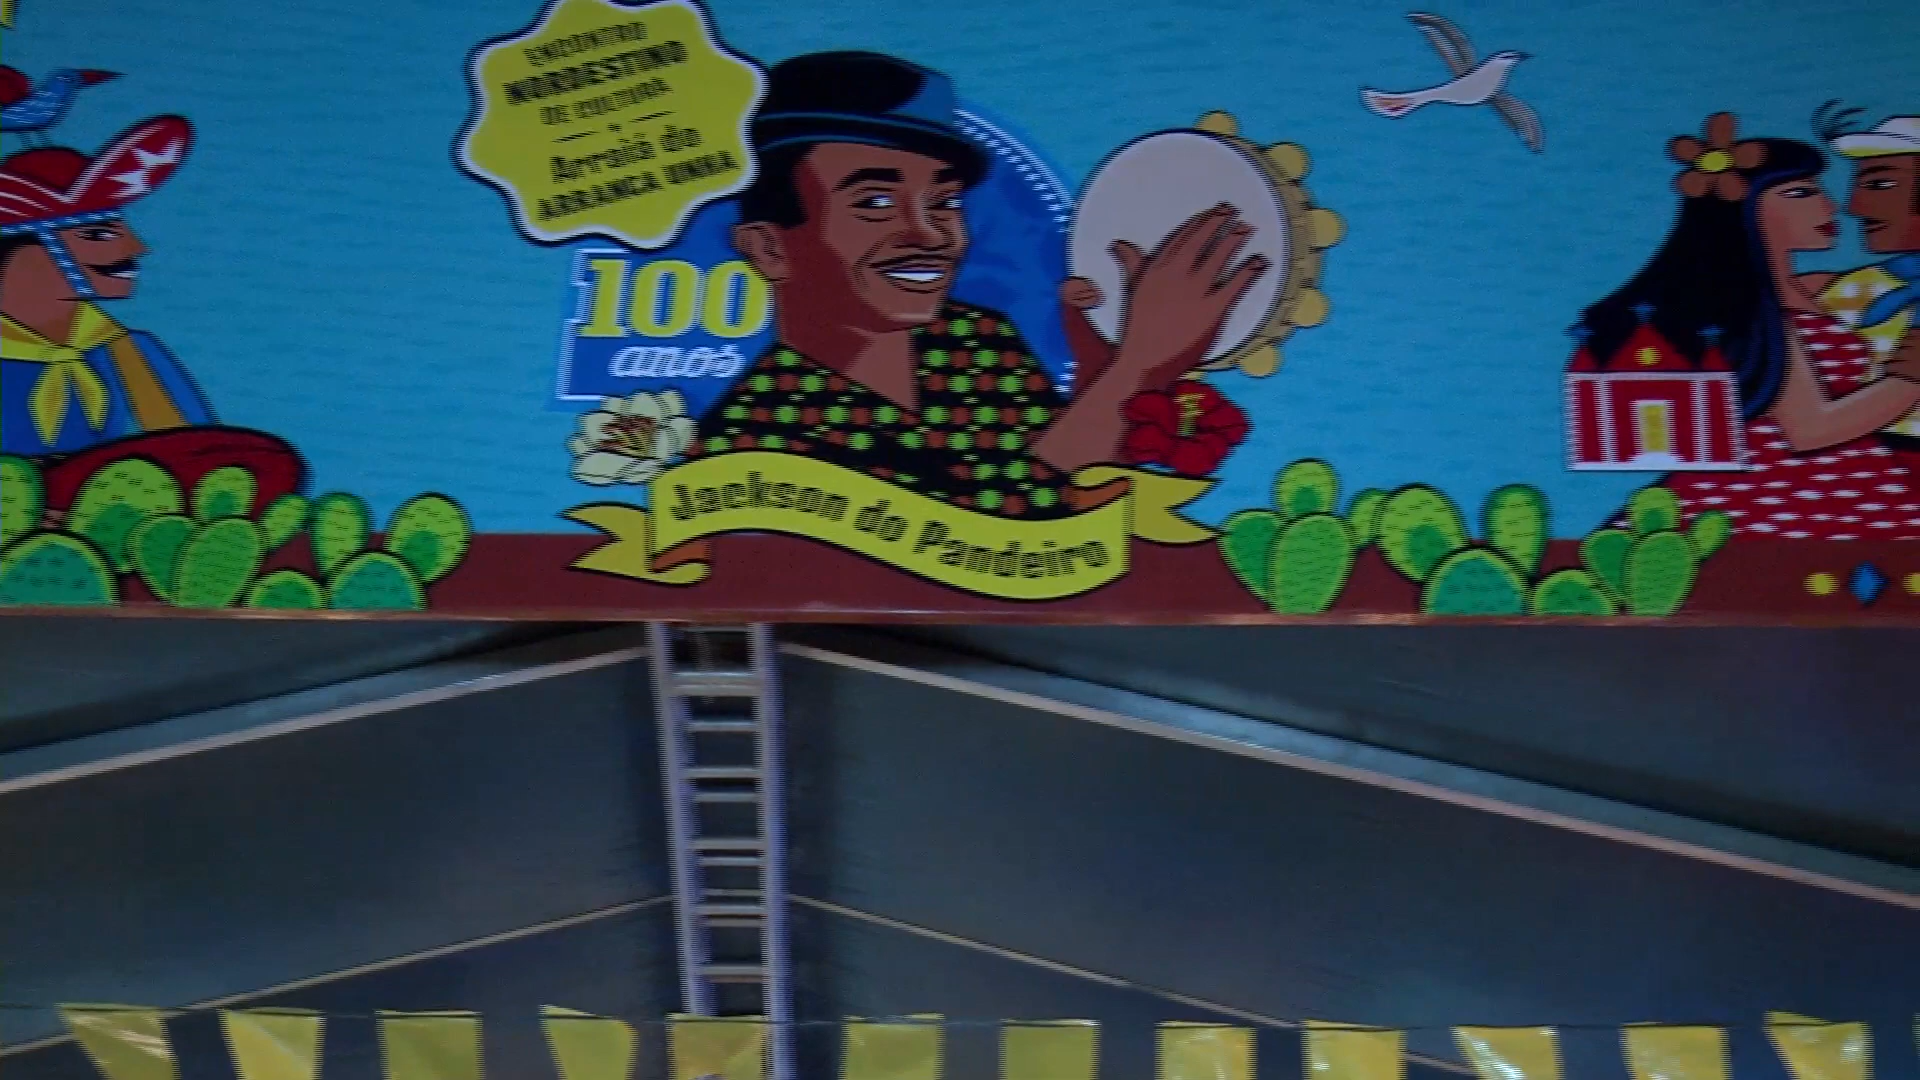 ENCONTRO
NORDESTINO
DE CULTURA
Arraiá do
ARRANCA UNHA
100
anos
Jackson do Pandeiro